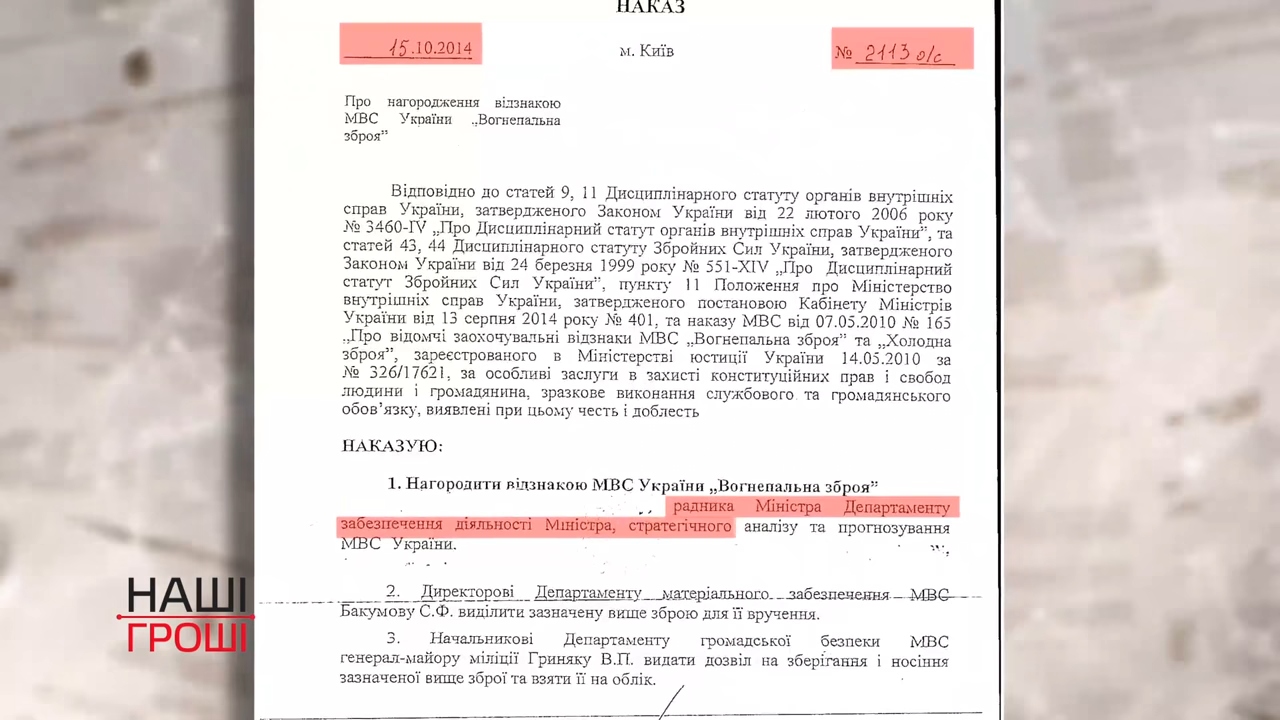 НАКАЗ
15.10.2014
м. Київ
№ 2113 о/с
Про нагородження відзнакою
МВС України „Вогнепальна
зброя”
Відповідно до статей 9, 11 Дисциплінарного статуту органів внутрішніх
справ України, затвердженого Законом України від 22 лютого 2006 року
№ 3460-IV „Про Дисциплінарний статут органів внутрішніх справ України”, та
статей 43, 44 Дисциплінарного статуту Збройних Сил України, затвердженого
Законом України від 24 березня 1999 року № 551-XIV „Про Дисциплінарний
статут Збройних Сил України”, пункту 11 Положення про Міністерство
внутрішніх справ України, затвердженого постановою Кабінету Міністрів
України від 13 серпня 2014 року № 401, та наказу МВС від 07.05.2010 № 165
„Про відомчі заохочувальні відзнаки МВС „Вогнепальна зброя” та „Холодна
зброя”, зареєстрованого в Міністерстві юстиції України 14.05.2010 за
№ 326/17621, за особливі заслуги в захисті конституційних прав і свобод
людини і громадянина, зразкове виконання службового та громадянського
обов’язку, виявлені при цьому честь і доблесть
НАКАЗУЮ:
1. Нагородити відзнакою МВС України „Вогнепальна зброя”
радника Міністра Департаменту
забезпечення діяльності Міністра, стратегічного аналізу та прогнозування
МВС України.
2. Директорові Департаменту матеріального забезпечення МВС
Бакумову С.Ф. виділити зазначену вище зброю для її вручення.
3. Начальникові Департаменту громадської безпеки МВС
генерал-майору міліції Гриняку В.П. видати дозвіл на зберігання і носіння
зазначеної вище зброї та взяти її на облік.
НАШІ
ГРОШІ